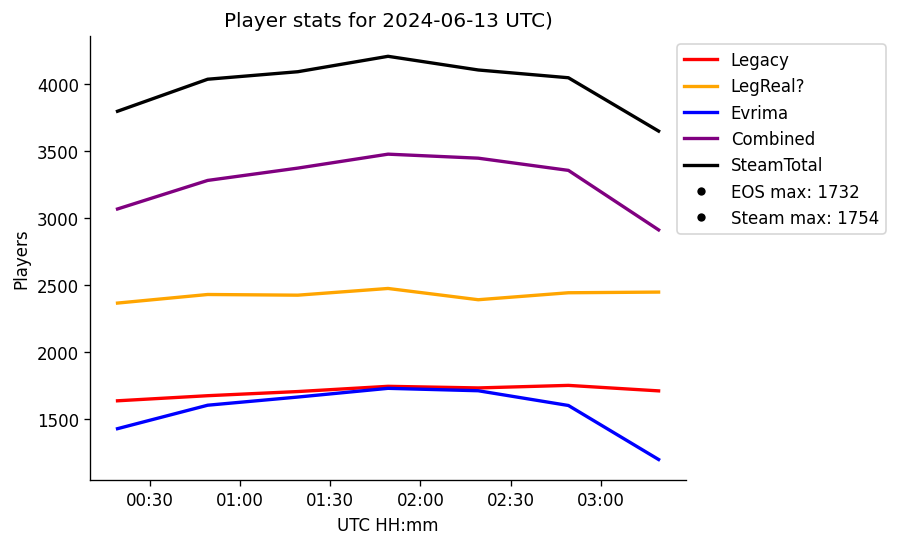 Player stats for 2024-06-13 UTC)
Legacy
LegReal?
Evrima
Combined
SteamTotal
EOS max: 1732
Steam max: 1754
Players
4000
3500
3000
2500
2000
1500
00:30 01:00 01:30 02:00 02:30 03:00
UTC HH:mm